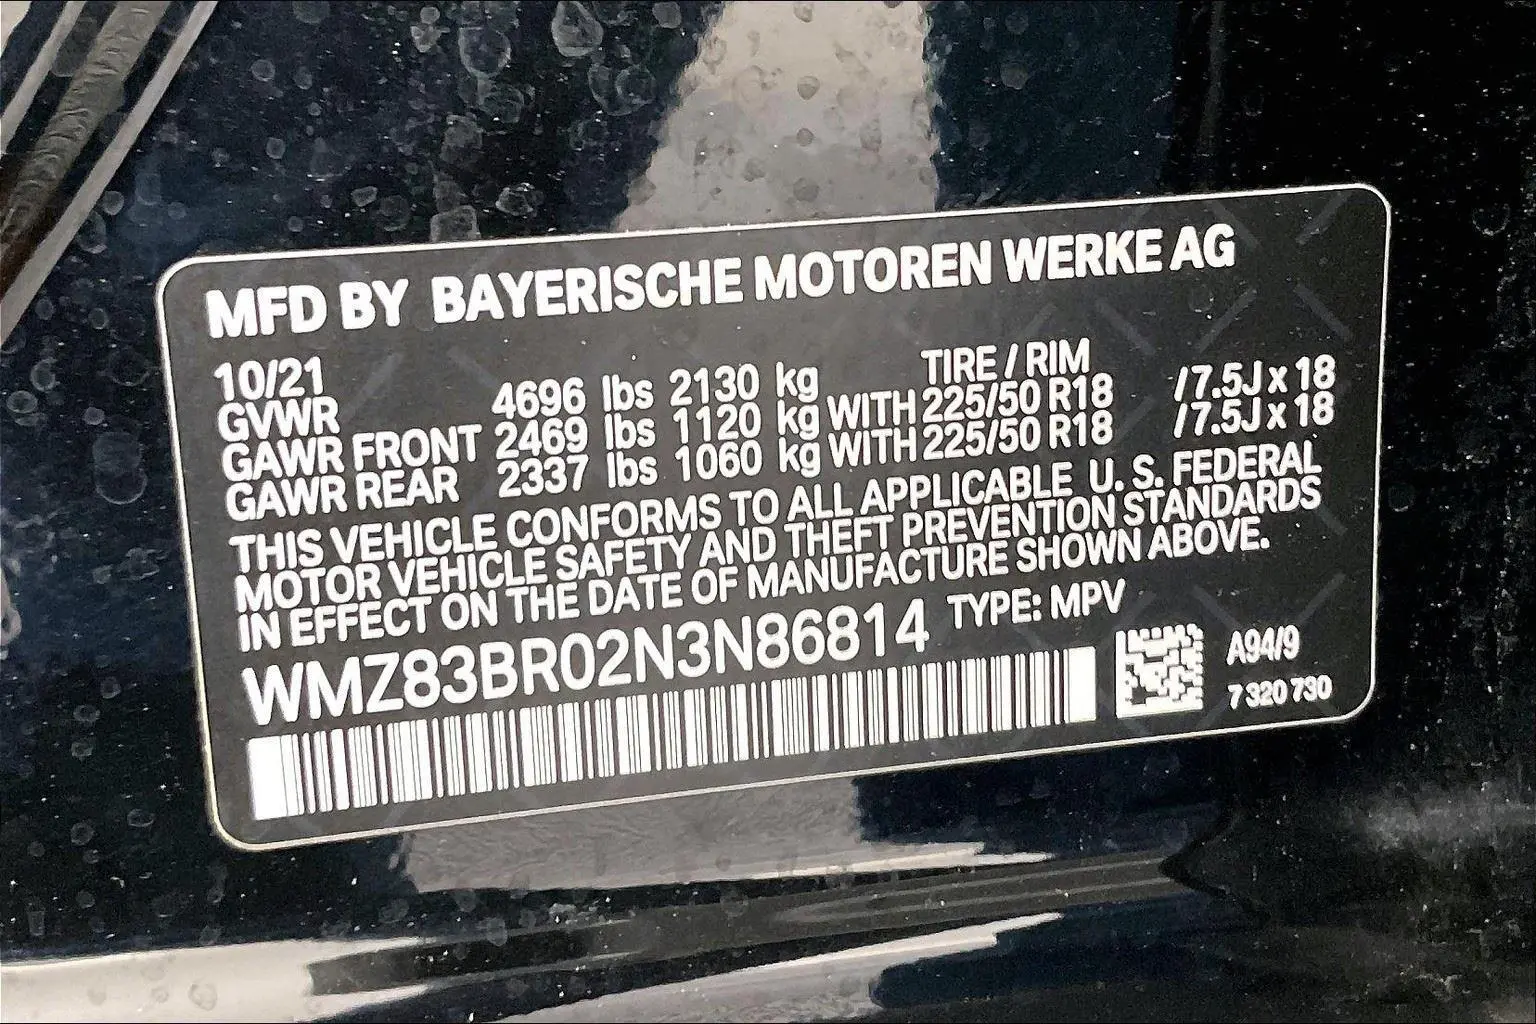 MFD BY BAYERISCHE MOTOREN WERKE AG
10/21 TIRE / RIM
GVWR 4696 lbs 2130 kg
GAWR FRONT 2469 lbs 1120 kg WITH 225/50 R18 /7.5J x 18
GAWR REAR 2337 lbs 1060 kg WITH 225/50 R18 /7.5J x 18
THIS VEHICLE CONFORMS TO ALL APPLICABLE U. S. FEDERAL
MOTOR VEHICLE SAFETY AND THEFT PREVENTION STANDARDS
IN EFFECT ON THE DATE OF MANUFACTURE SHOWN ABOVE.
WMZ83BR02N3N86814 TYPE: MPV
A94/9
7 320 730